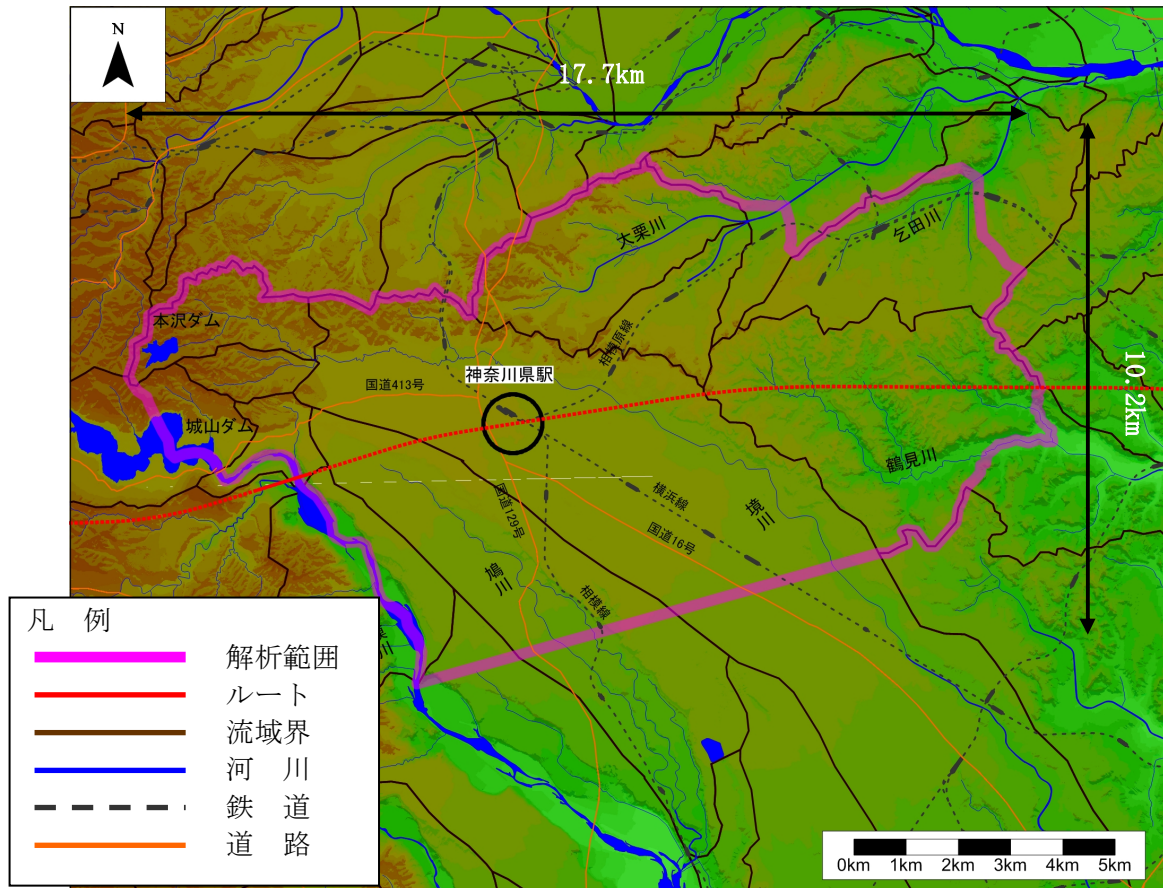 N
17.7km
大栗川
乞田川
本沢ダム
相模原線
神奈川県駅
国道413号
10.2km
城山ダム
鶴見川
横浜線
境川
国道129号
国道16号
鳩川
相模線
川
凡 例
解析範囲
ルート
流域界
河 川
鉄 道
道 路
0km 1km 2km 3km 4km 5km